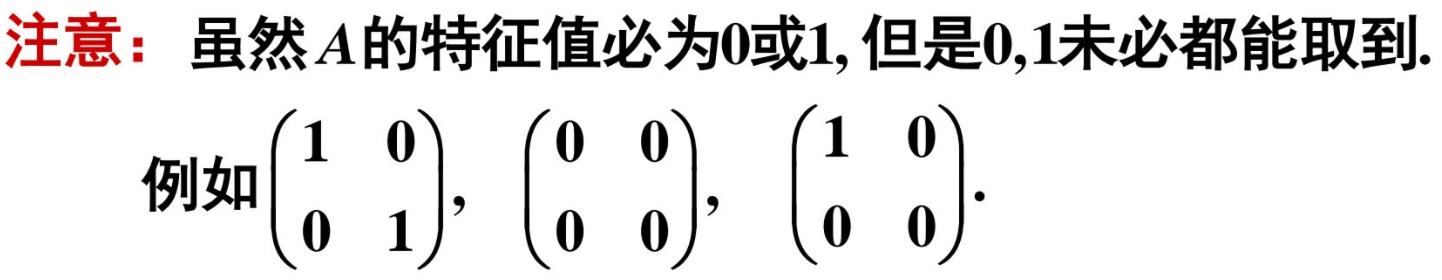 注意：虽然A的特征值必为0或1, 但是0,1未必都能取到.
例如(1 0
0 1), (0 0
0 0), (1 0
0 0).